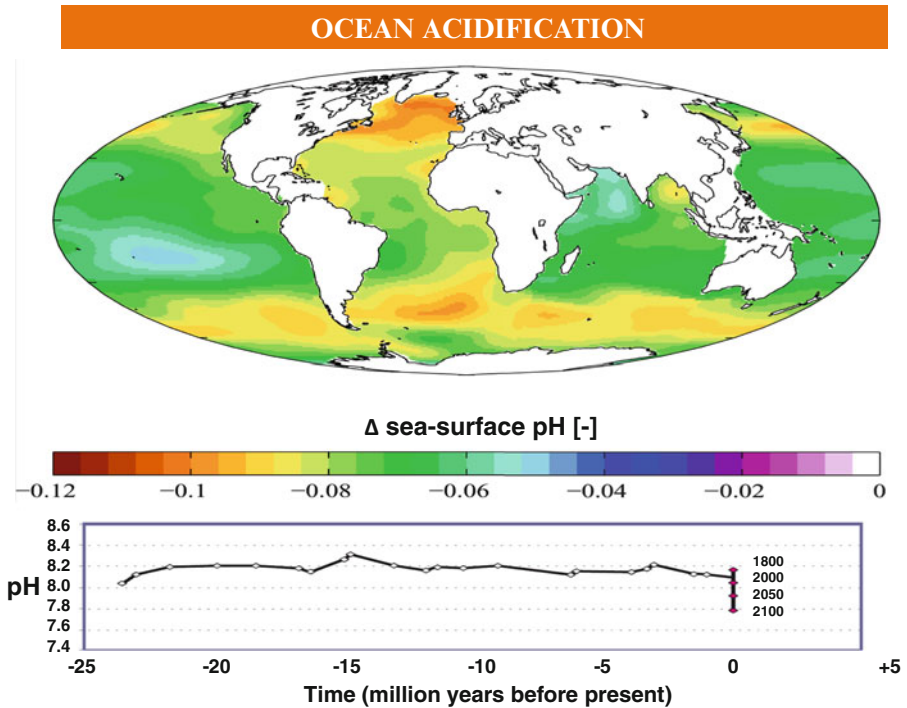 OCEAN ACIDIFICATION
Δ sea-surface pH [-]
−0.12 −0.1 −0.08 −0.06 −0.04 −0.02 0
8.6
8.4
8.2
8.0
7.8
7.6
7.4
pH
1800
2000
2050
2100
-25 -20 -15 -10 -5 0 +5
Time (million years before present)